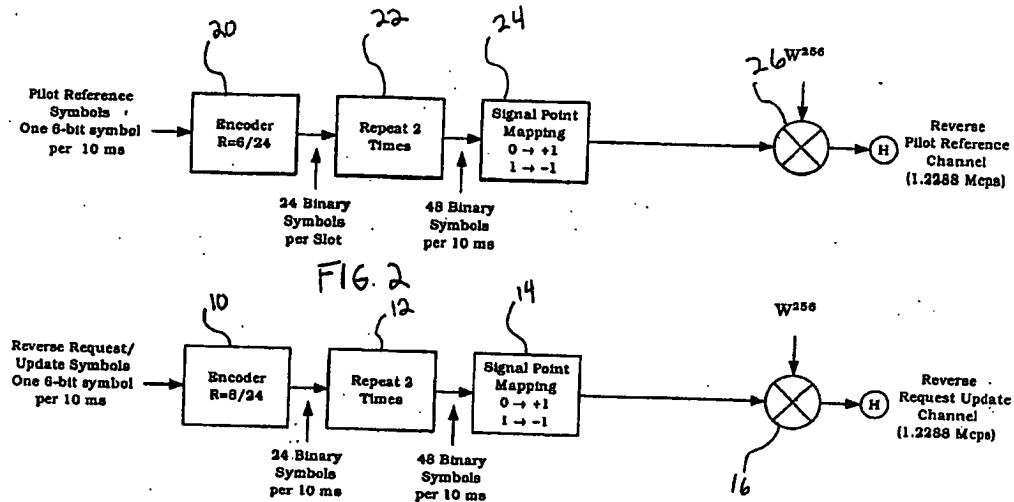 20
22
24
26
W256
Pilot Reference
Symbols
One 6-bit symbol
per 10 ms
Encoder
R=6/24
Repeat 2
Times
Signal Point
Mapping
0 → +1
1 → -1
H
Reverse
Pilot Reference
Channel
(1.2288 Mcps)
24 Binary
Symbols
per Slot
48 Binary
Symbols
per 10 ms
FIG. 2
10
12
14
W256
Reverse Request/
Update Symbols
One 6-bit symbol
per 10 ms
Encoder
R=6/24
Repeat 2
Times
Signal Point
Mapping
0 → +1
1 → -1
H
Reverse
Request Update
Channel
(1.2288 Mcps)
24 Binary
Symbols
per 10 ms
48 Binary
Symbols
per 10 ms
16